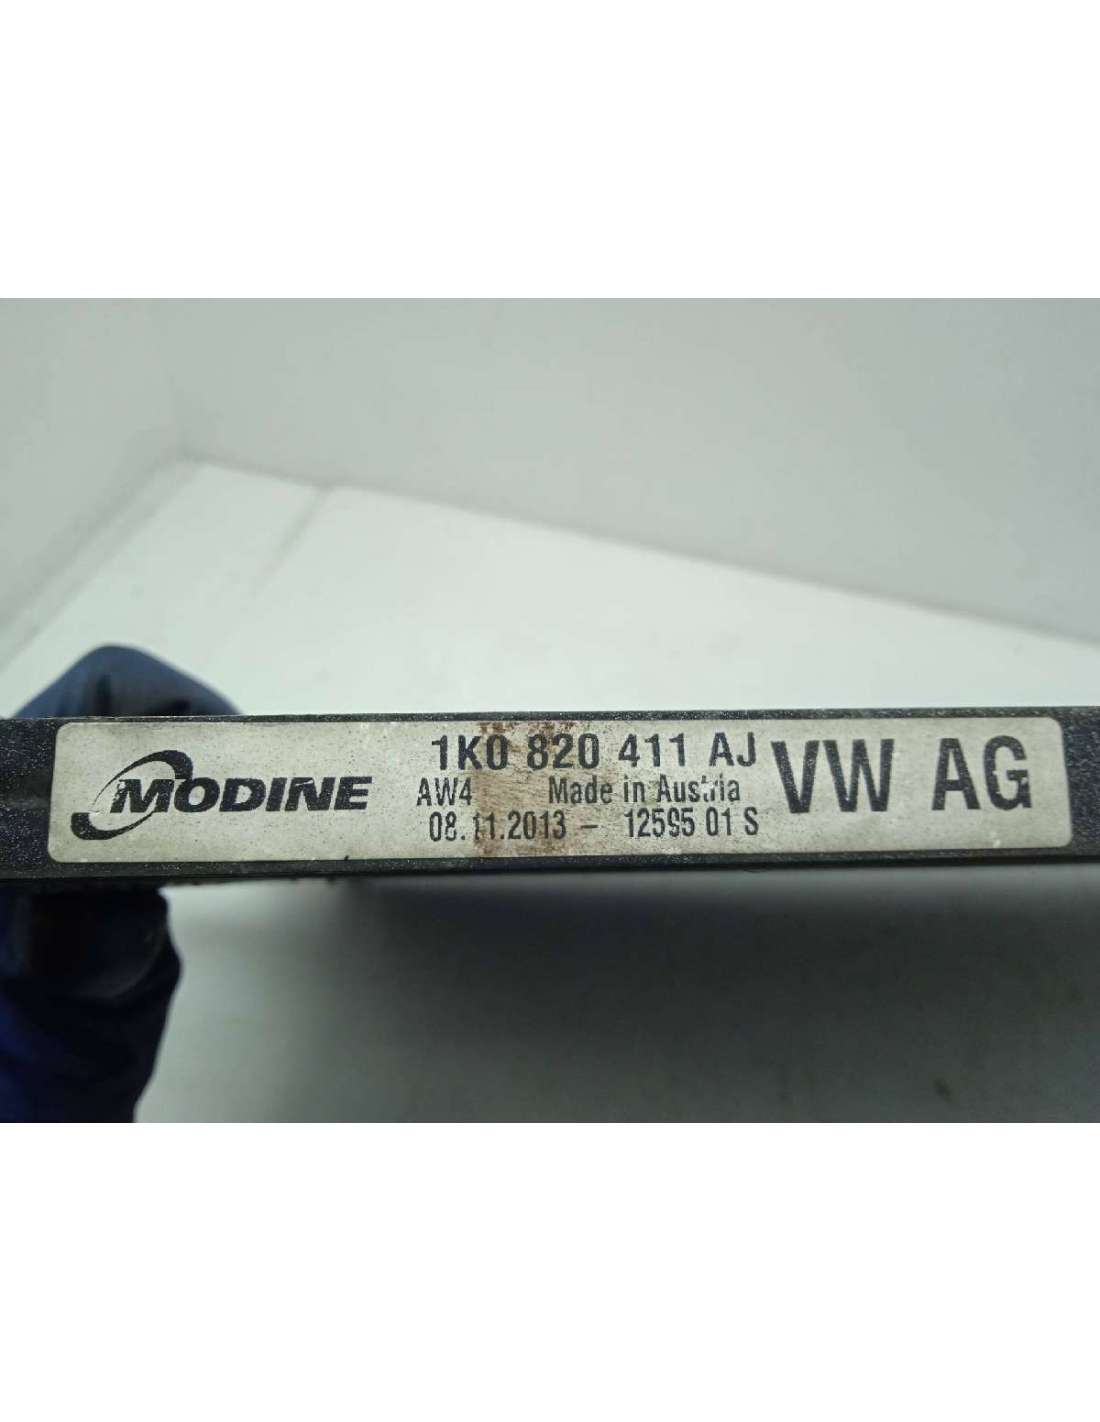 MODINE
1K0 820 411 AJ
AW4 Made in Austria
08.11.2013 - 12595 01 S
VW AG